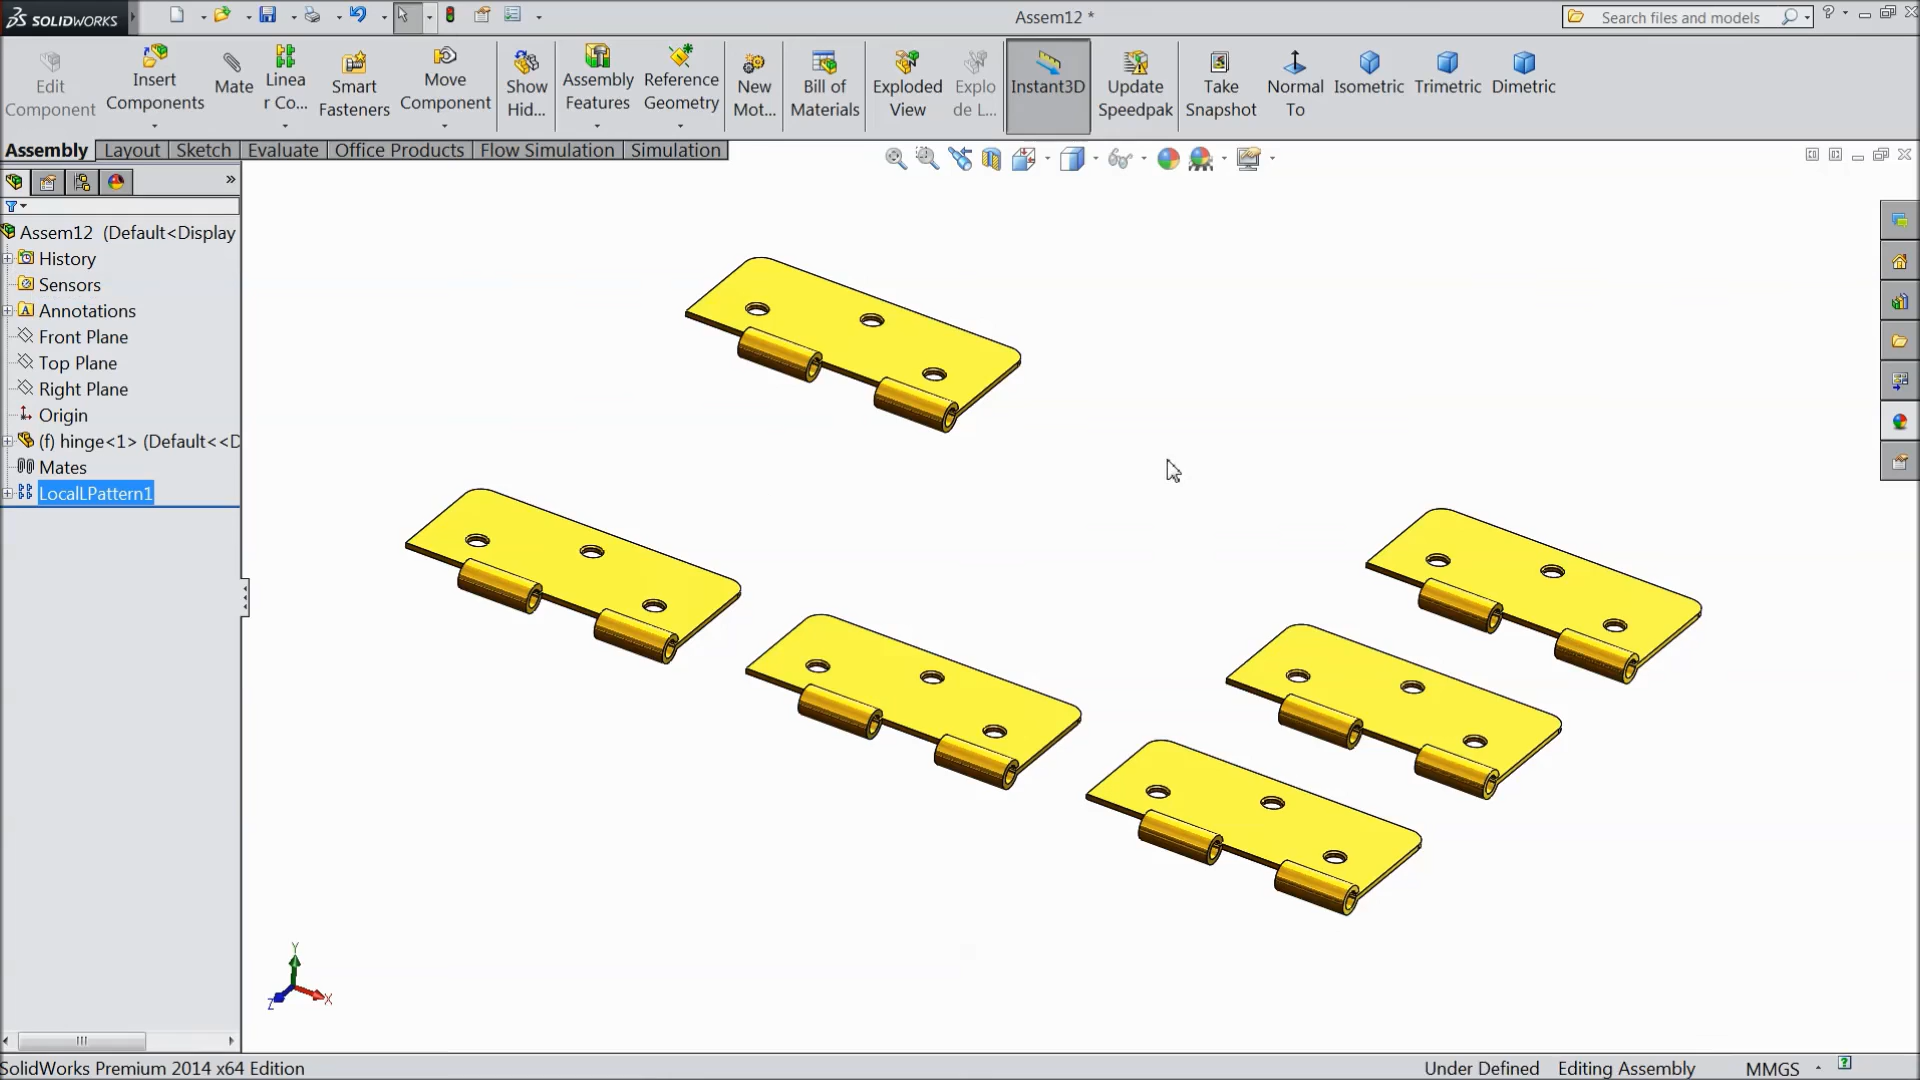 SOLIDWORKS
Assem12 *
Search files and models
Edit Component
Insert Components
Mate
Linea r Co...
Smart Fasteners
Move Component
Show Hid...
Assembly Features
Reference Geometry
New Mot...
Bill of Materials
Exploded View
Explo de L...
Instant3D
Update Speedpak
Take Snapshot
Normal To
Isometric
Trimetric
Dimetric
Assembly
Layout
Sketch
Evaluate
Office Products
Flow Simulation
Simulation
Assem12 (Default<Display
History
Sensors
Annotations
Front Plane
Top Plane
Right Plane
Origin
(f) hinge<1> (Default<<D
Mates
LocalLPattern1
Y
X
Z
SolidWorks Premium 2014 x64 Edition
Under Defined
Editing Assembly
MMGS